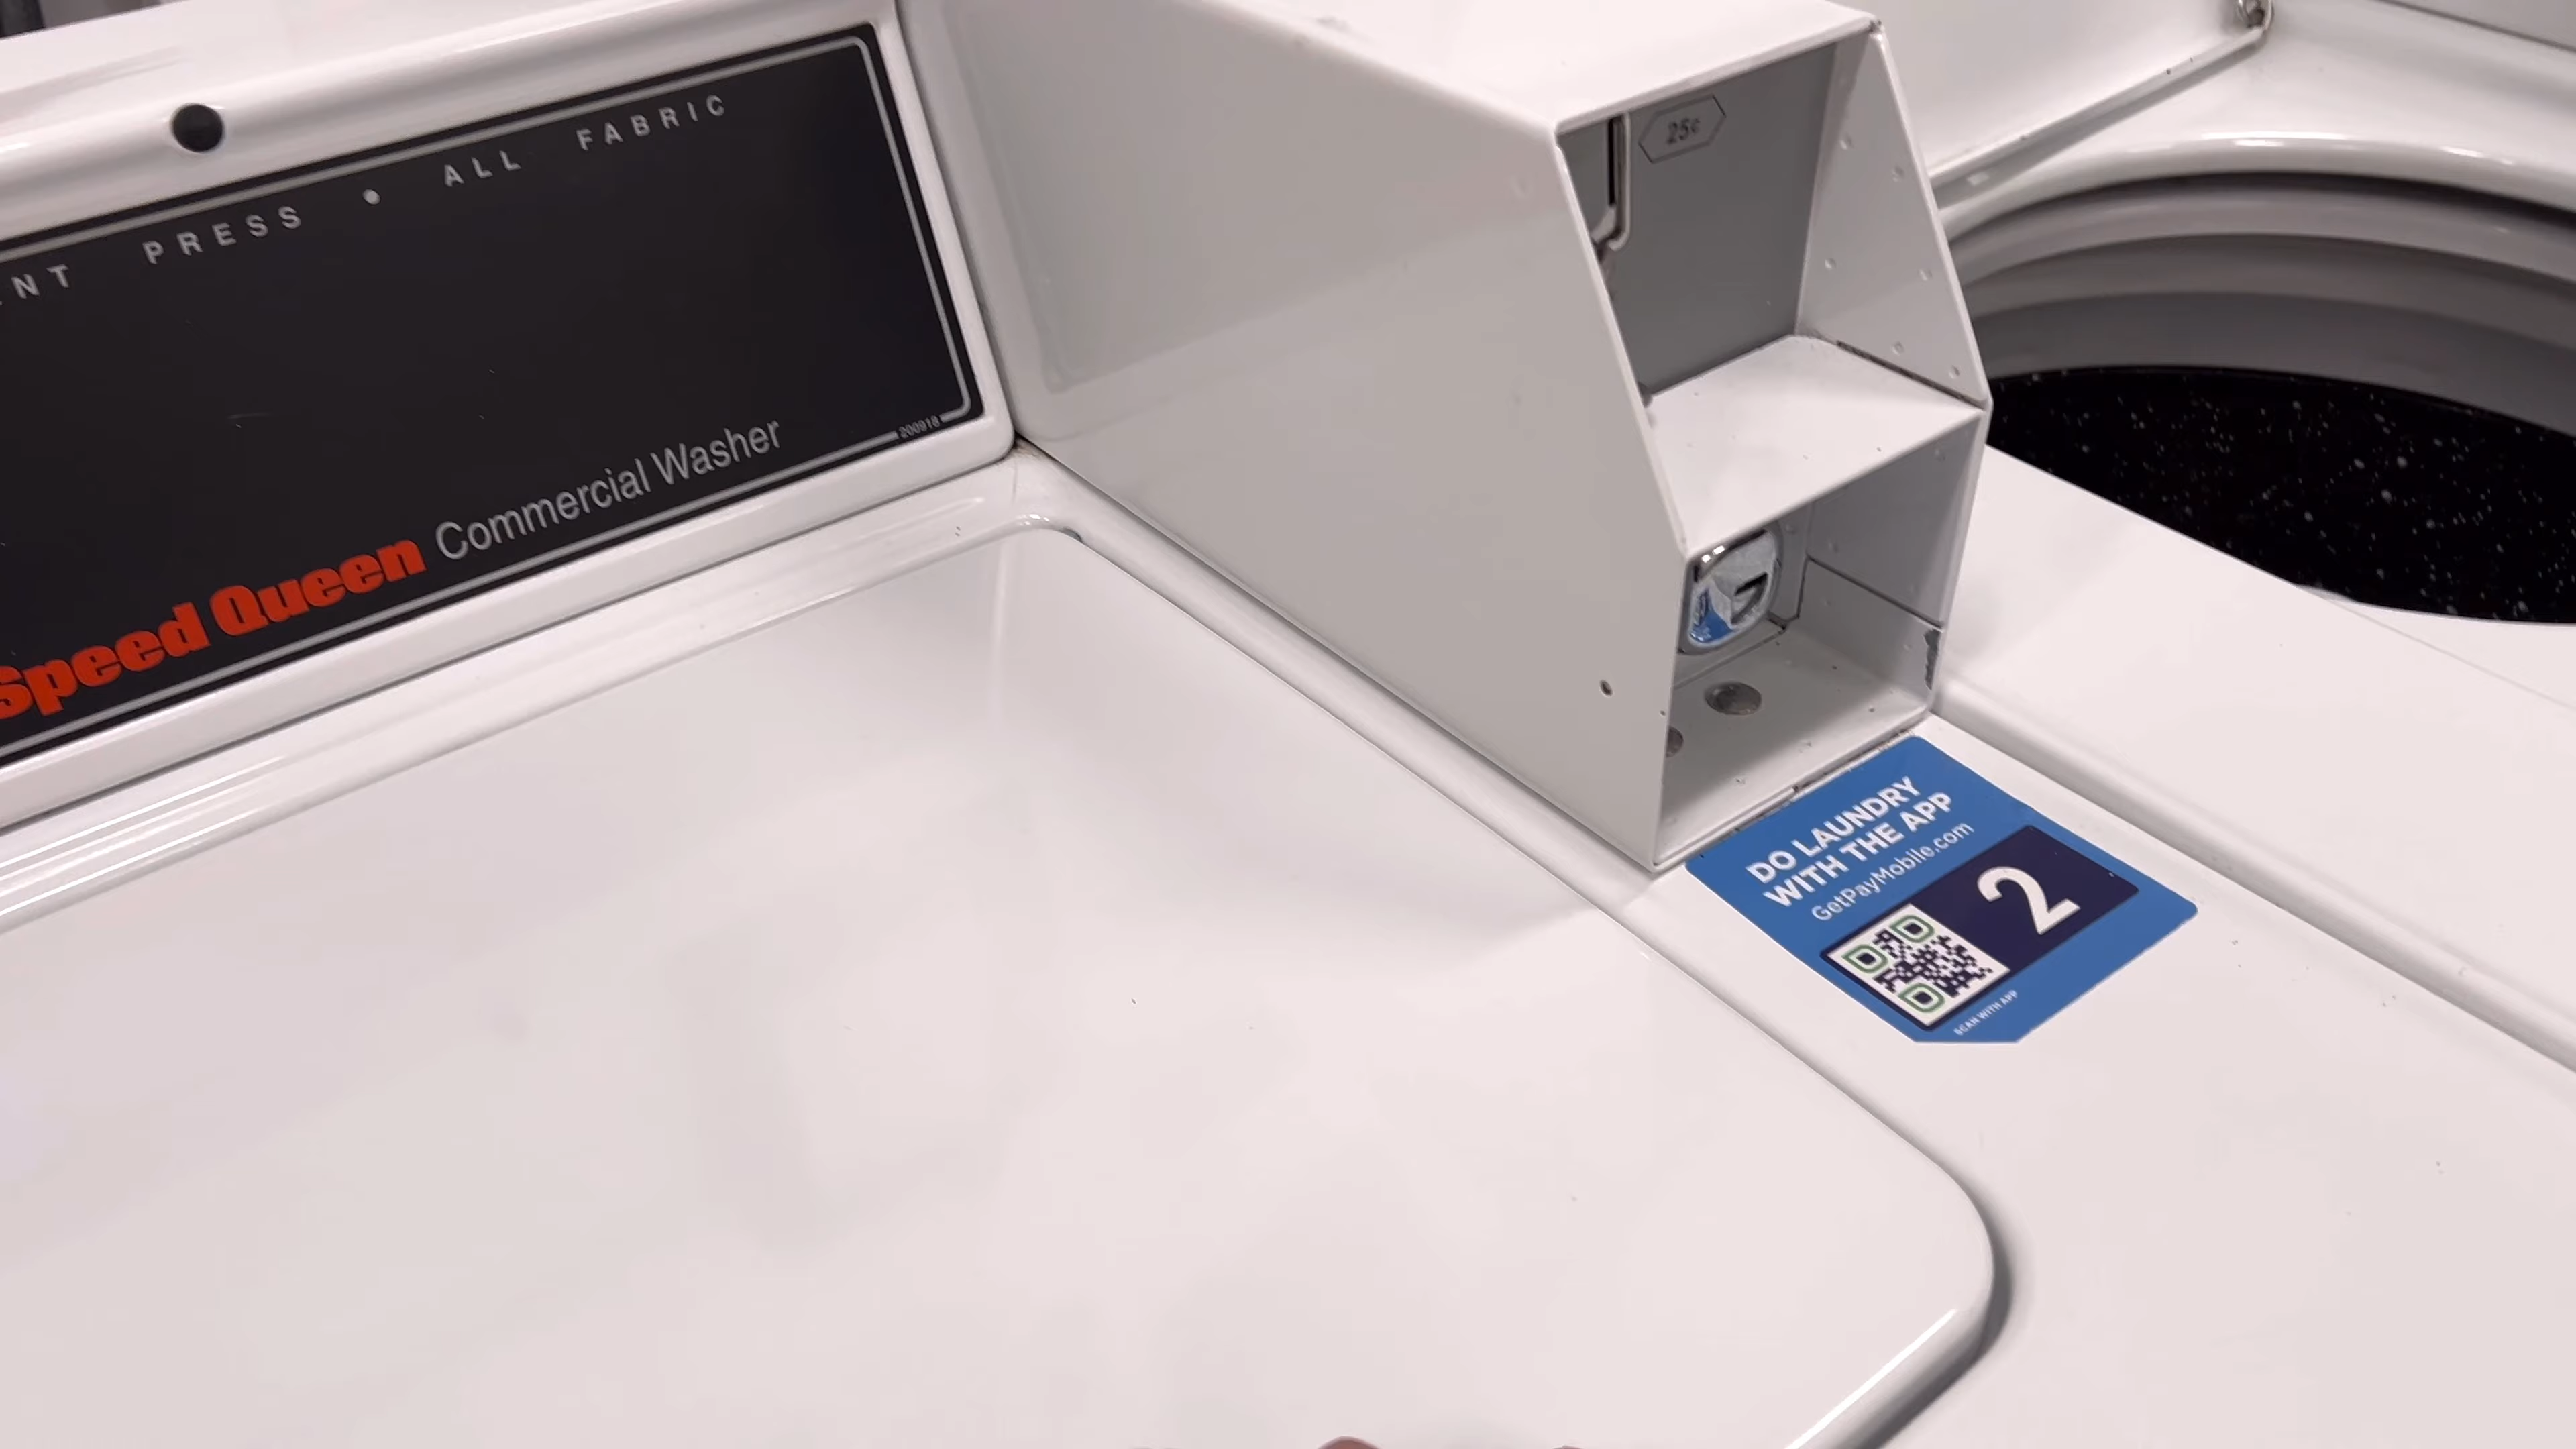 NT PRESS • ALL FABRIC
Speed Queen Commercial Washer
200918
25¢
DO LAUNDRY
WITH THE APP
GetPayMobile.com
2
SCAN WITH APP